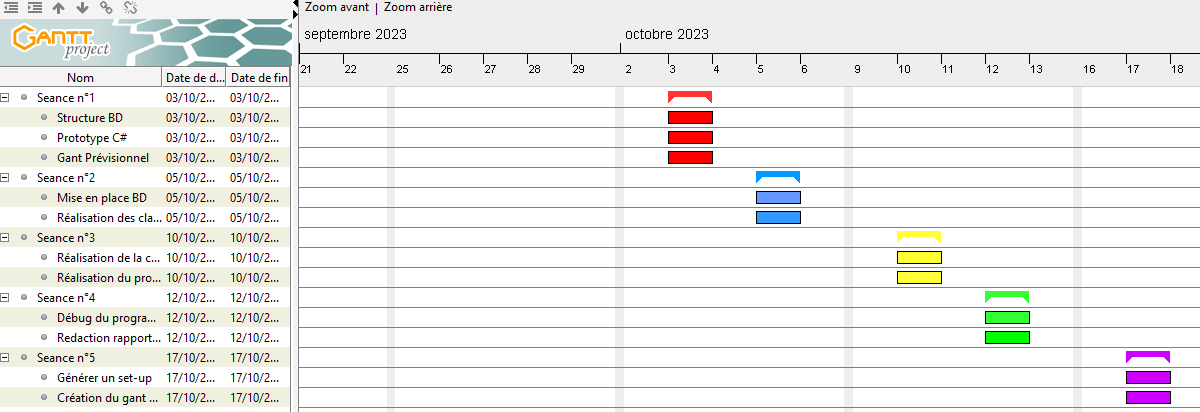 Zoom avant | Zoom arrière
GANTT project
septembre 2023 octobre 2023
21 22 25 26 27 28 29 2 3 4 5 6 9 10 11 12 13 16 17 18
Nom Date de d... Date de fin
Seance n°1 03/10/2... 03/10/2...
Structure BD 03/10/2... 03/10/2...
Prototype C# 03/10/2... 03/10/2...
Gant Prévisionnel 03/10/2... 03/10/2...
Seance n°2 05/10/2... 05/10/2...
Mise en place BD 05/10/2... 05/10/2...
Réalisation des cla... 05/10/2... 05/10/2...
Seance n°3 10/10/2... 10/10/2...
Réalisation de la c... 10/10/2... 10/10/2...
Réalisation du pro... 10/10/2... 10/10/2...
Seance n°4 12/10/2... 12/10/2...
Débug du progra... 12/10/2... 12/10/2...
Redaction rapport... 12/10/2... 12/10/2...
Seance n°5 17/10/2... 17/10/2...
Générer un set-up 17/10/2... 17/10/2...
Création du gant ... 17/10/2... 17/10/2...